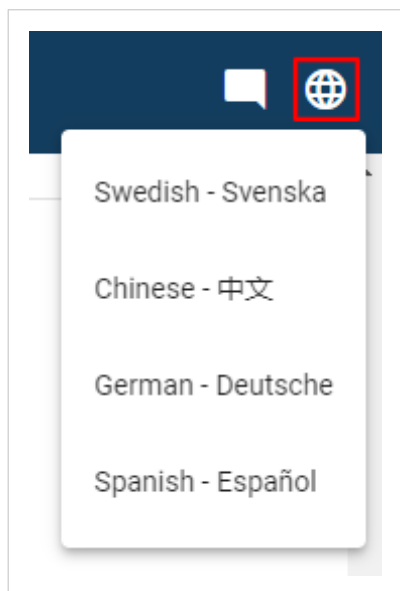 Swedish - Svenska
Chinese - 中文
German - Deutsche
Spanish - Español